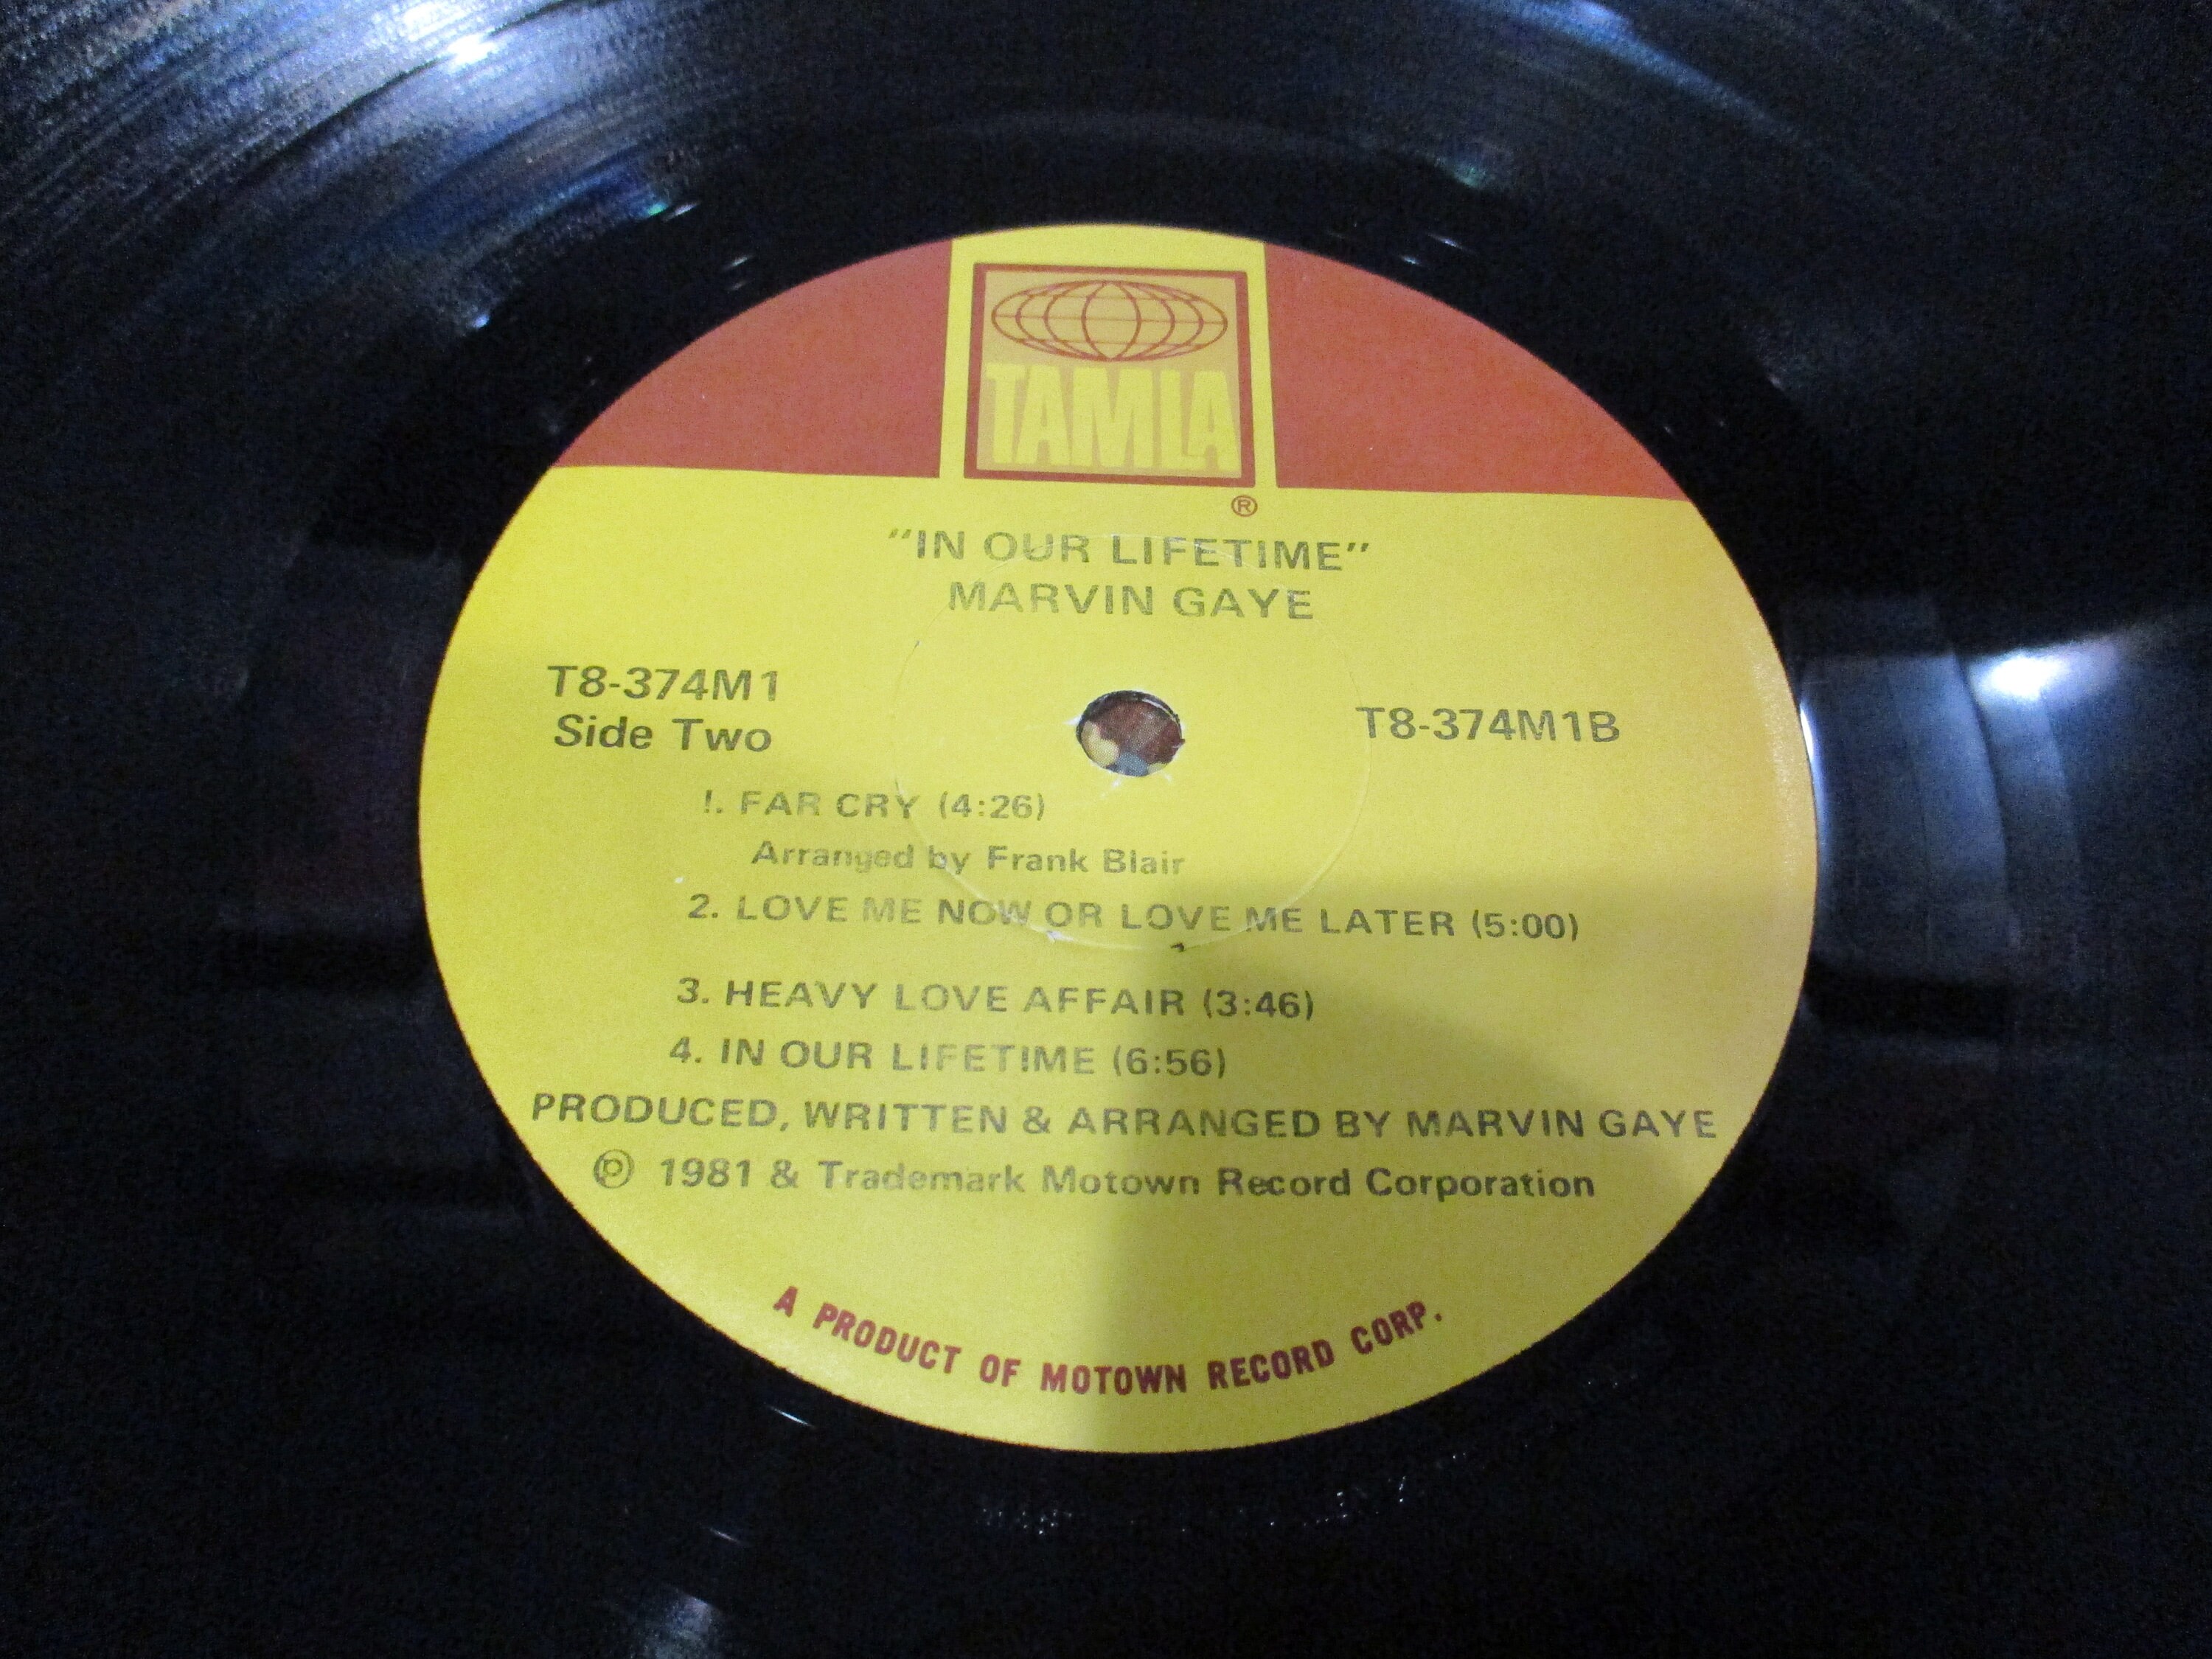 TAMLA
®
"IN OUR LIFETIME"
MARVIN GAYE
T8-374M1
Side Two
T8-374M1B
!. FAR CRY (4:26)
Arranged by Frank Blair
2. LOVE ME NOW OR LOVE ME LATER (5:00)
3. HEAVY LOVE AFFAIR (3:46)
4. IN OUR LIFETIME (6:56)
PRODUCED, WRITTEN & ARRANGED BY MARVIN GAYE
℗ 1981 & Trademark Motown Record Corporation
A PRODUCT OF MOTOWN RECORD CORP.